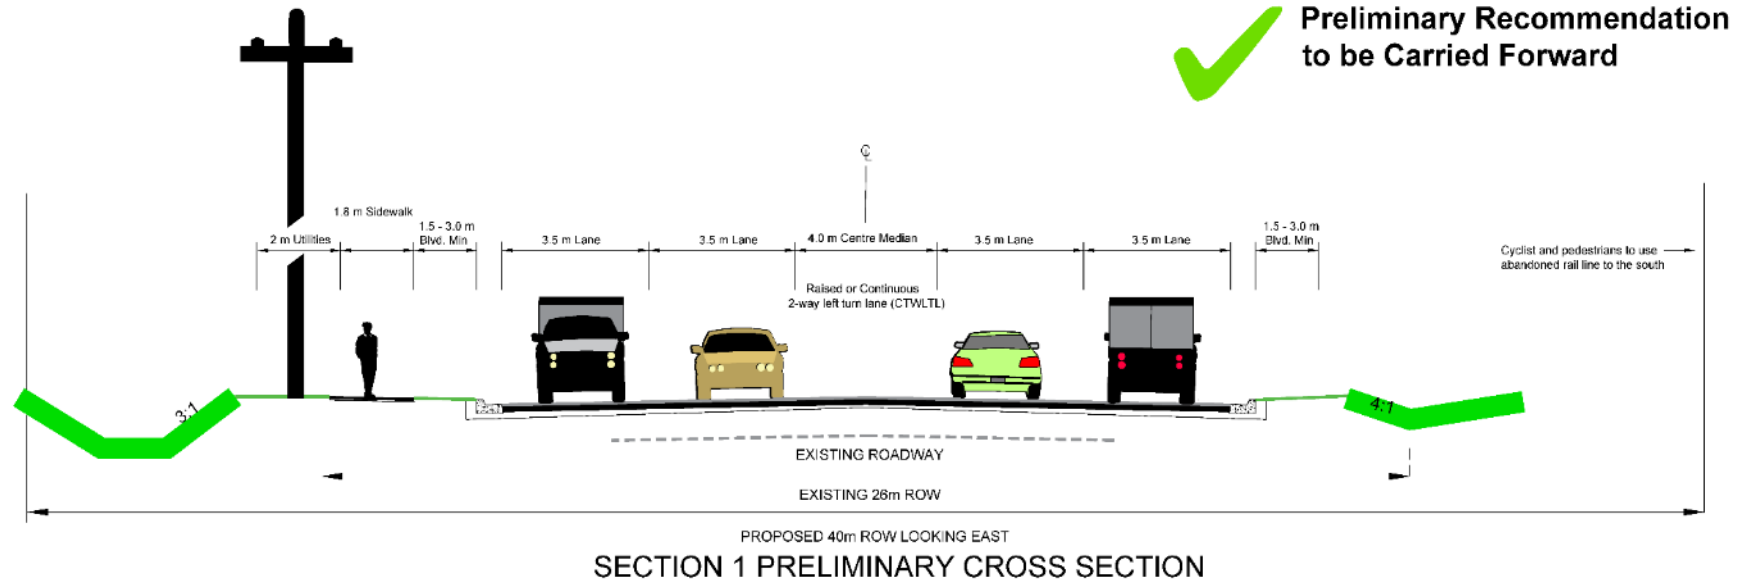 Preliminary Recommendation
to be Carried Forward
℄
1.8 m Sidewalk
1.5 - 3.0 m
Blvd. Min
2 m Utilities
3.5 m Lane
3.5 m Lane
4.0 m Centre Median
3.5 m Lane
3.5 m Lane
1.5 - 3.0 m
Blvd. Min
Cyclist and pedestrians to use
abandoned rail line to the south
Raised or Continuous
2-way left turn lane (CTWLTL)
3:1
4:1
EXISTING ROADWAY
EXISTING 26m ROW
PROPOSED 40m ROW LOOKING EAST
SECTION 1 PRELIMINARY CROSS SECTION